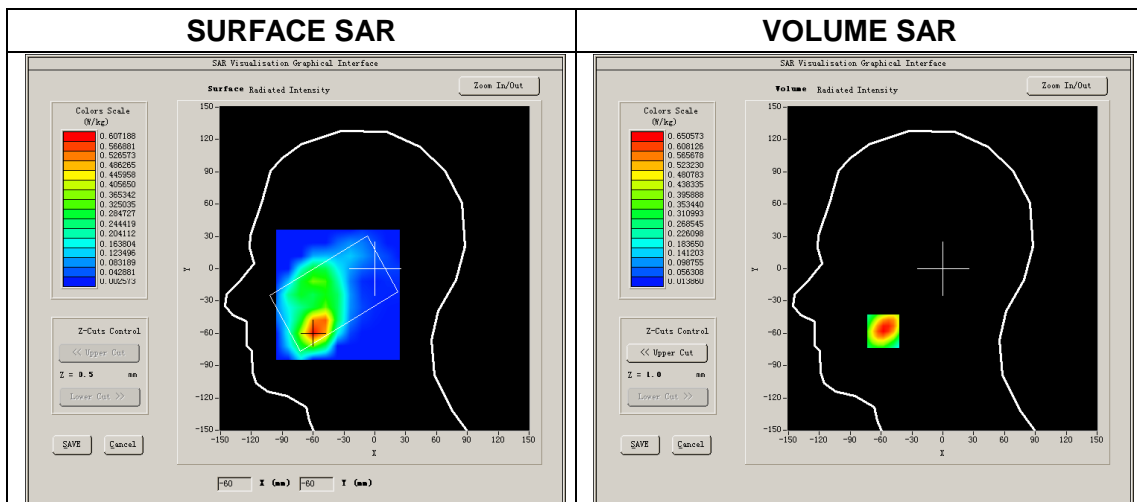 SURFACE SAR
SAR Visualisation Graphical Interface
Surface Radiated Intensity
Zoom In/Out
Colors Scale
(W/kg)
0.607188
0.566881
0.526573
0.486265
0.445958
0.405650
0.365342
0.325035
0.284727
0.244419
0.204112
0.163804
0.123496
0.083189
0.042881
0.002573
Z-Cuts Control
<< Upper Cut
Z = 0.5 mm
Lower Cut >>
SAVE Cancel
150
120
90
60
30
0
-30
-60
-90
-120
-150
Y
-150 -120 -90 -60 -30 0 30 60 90 120 150
X
-60 X (mm) -60 Y (mm)
VOLUME SAR
SAR Visualisation Graphical Interface
Volume Radiated Intensity
Zoom In/Out
Colors Scale
(W/kg)
0.650573
0.608126
0.565678
0.523230
0.480783
0.438335
0.395888
0.353440
0.310993
0.268545
0.226098
0.183650
0.141203
0.098755
0.056308
0.013860
Z-Cuts Control
<< Upper Cut
Z = 1.0 mm
Lower Cut >>
SAVE Cancel
150
120
90
60
30
0
-30
-60
-90
-120
-150
Y
-150 -120 -90 -60 -30 0 30 60 90 120 150
X